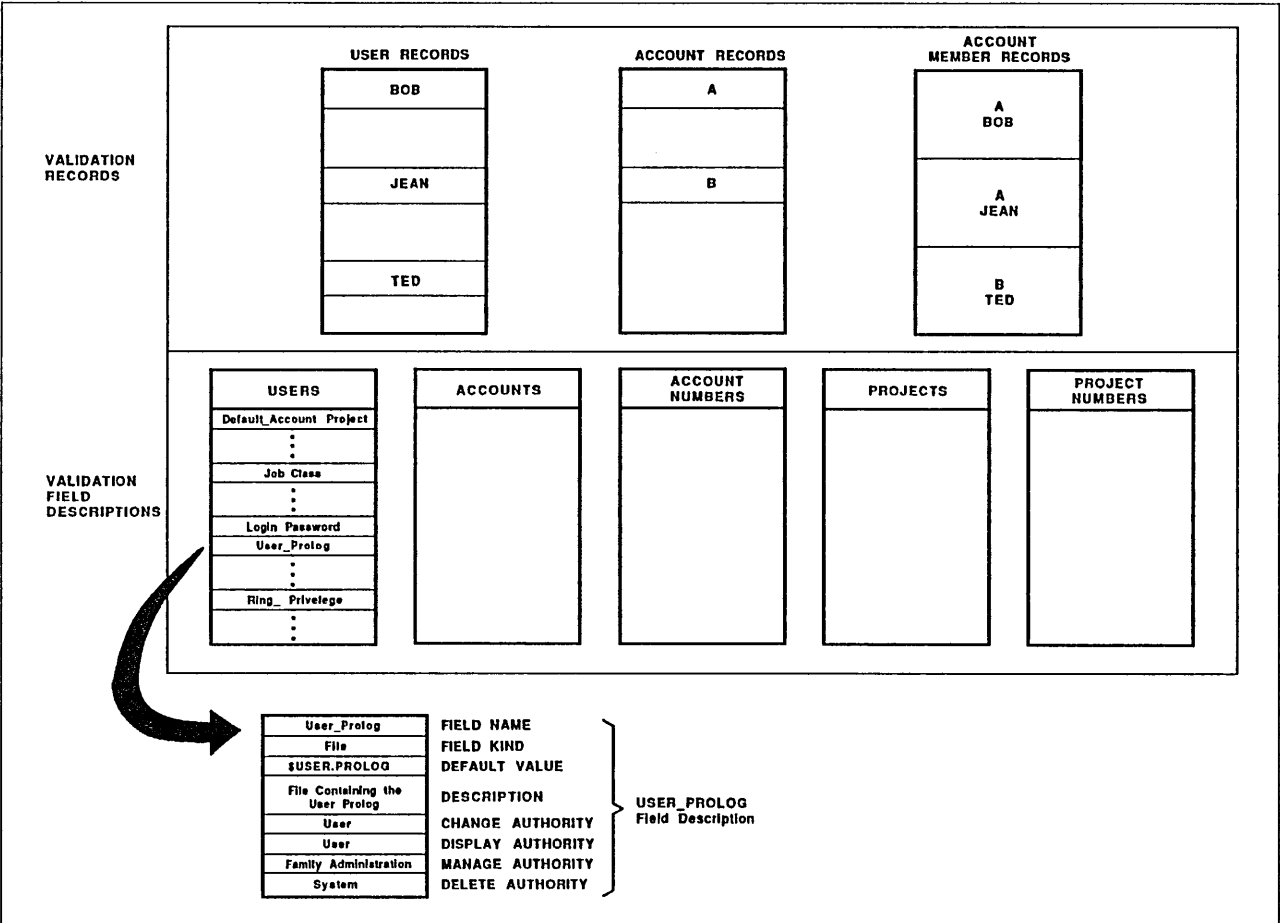 USER RECORDS
BOB
JEAN
TED
ACCOUNT RECORDS
A
B
ACCOUNT
MEMBER RECORDS
A
BOB
A
JEAN
B
TED
VALIDATION
RECORDS
USERS
Default_Account Project
Job Class
Login Password
User_Prolog
Ring_ Privelege
ACCOUNTS
ACCOUNT
NUMBERS
PROJECTS
PROJECT
NUMBERS
VALIDATION
FIELD
DESCRIPTIONS
User_Prolog FIELD NAME
File FIELD KIND
$USER.PROLOG DEFAULT VALUE
File Containing the
User Prolog
DESCRIPTION
User CHANGE AUTHORITY
User DISPLAY AUTHORITY
Family Administration MANAGE AUTHORITY
System DELETE AUTHORITY
USER_PROLOG
Field Description